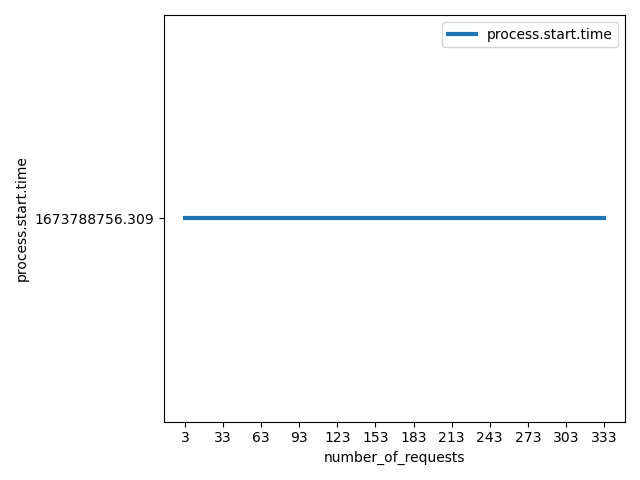 process.start.time
process.start.time
1673788756.309
3 33 63 93 123 153 183 213 243 273 303 333
number_of_requests